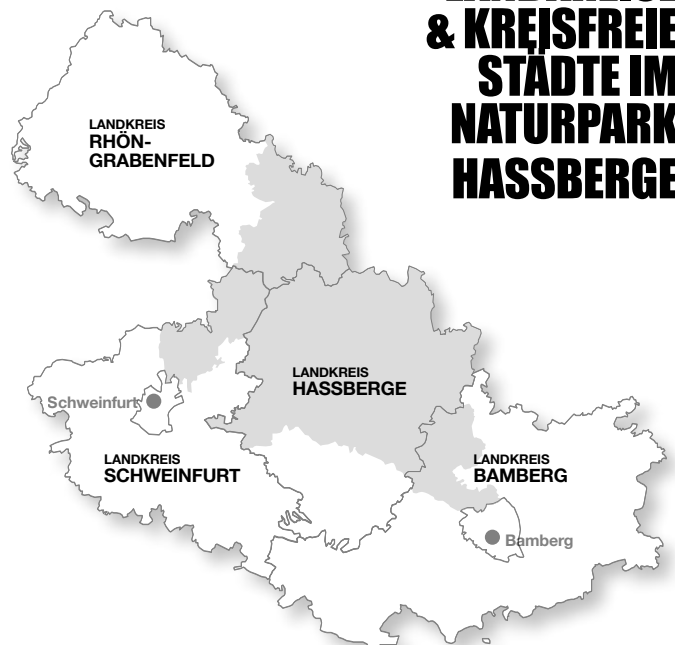 & KREISFREIE
STÄDTE IM
NATURPARK
HASSBERGE
LANDKREIS
RHÖN-
GRABENFELD
LANDKREIS
HASSBERGE
Schweinfurt
LANDKREIS
SCHWEINFURT
LANDKREIS
BAMBERG
Bamberg